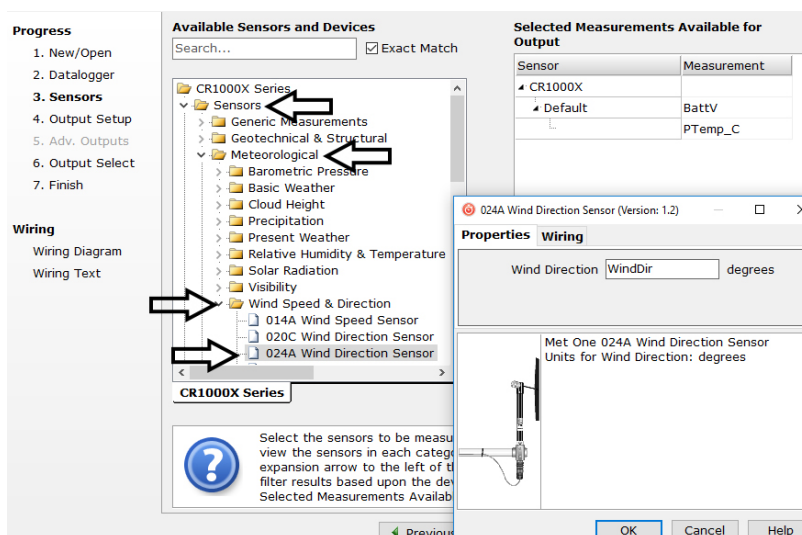 Progress
1. New/Open
2. Datalogger
3. Sensors
4. Output Setup
5. Adv. Outputs
6. Output Select
7. Finish
Wiring
Wiring Diagram
Wiring Text
Available Sensors and Devices
Search...
Exact Match
CR1000X Series
Sensors
Generic Measurements
Geotechnical & Structural
Meteorological
Barometric Pressure
Basic Weather
Cloud Height
Precipitation
Present Weather
Relative Humidity & Temperature
Solar Radiation
Visibility
Wind Speed & Direction
014A Wind Speed Sensor
020C Wind Direction Sensor
024A Wind Direction Sensor
CR1000X Series
Select the sensors to be measu
view the sensors in each catego
expansion arrow to the left of t
filter results based upon the dev
Selected Measurements Availab
Previous
Selected Measurements Available for
Output
Sensor Measurement
CR1000X
Default BattV
PTemp_C
024A Wind Direction Sensor (Version: 1.2)
Properties Wiring
Wind Direction WindDir degrees
Met One 024A Wind Direction Sensor
Units for Wind Direction: degrees
OK Cancel Help